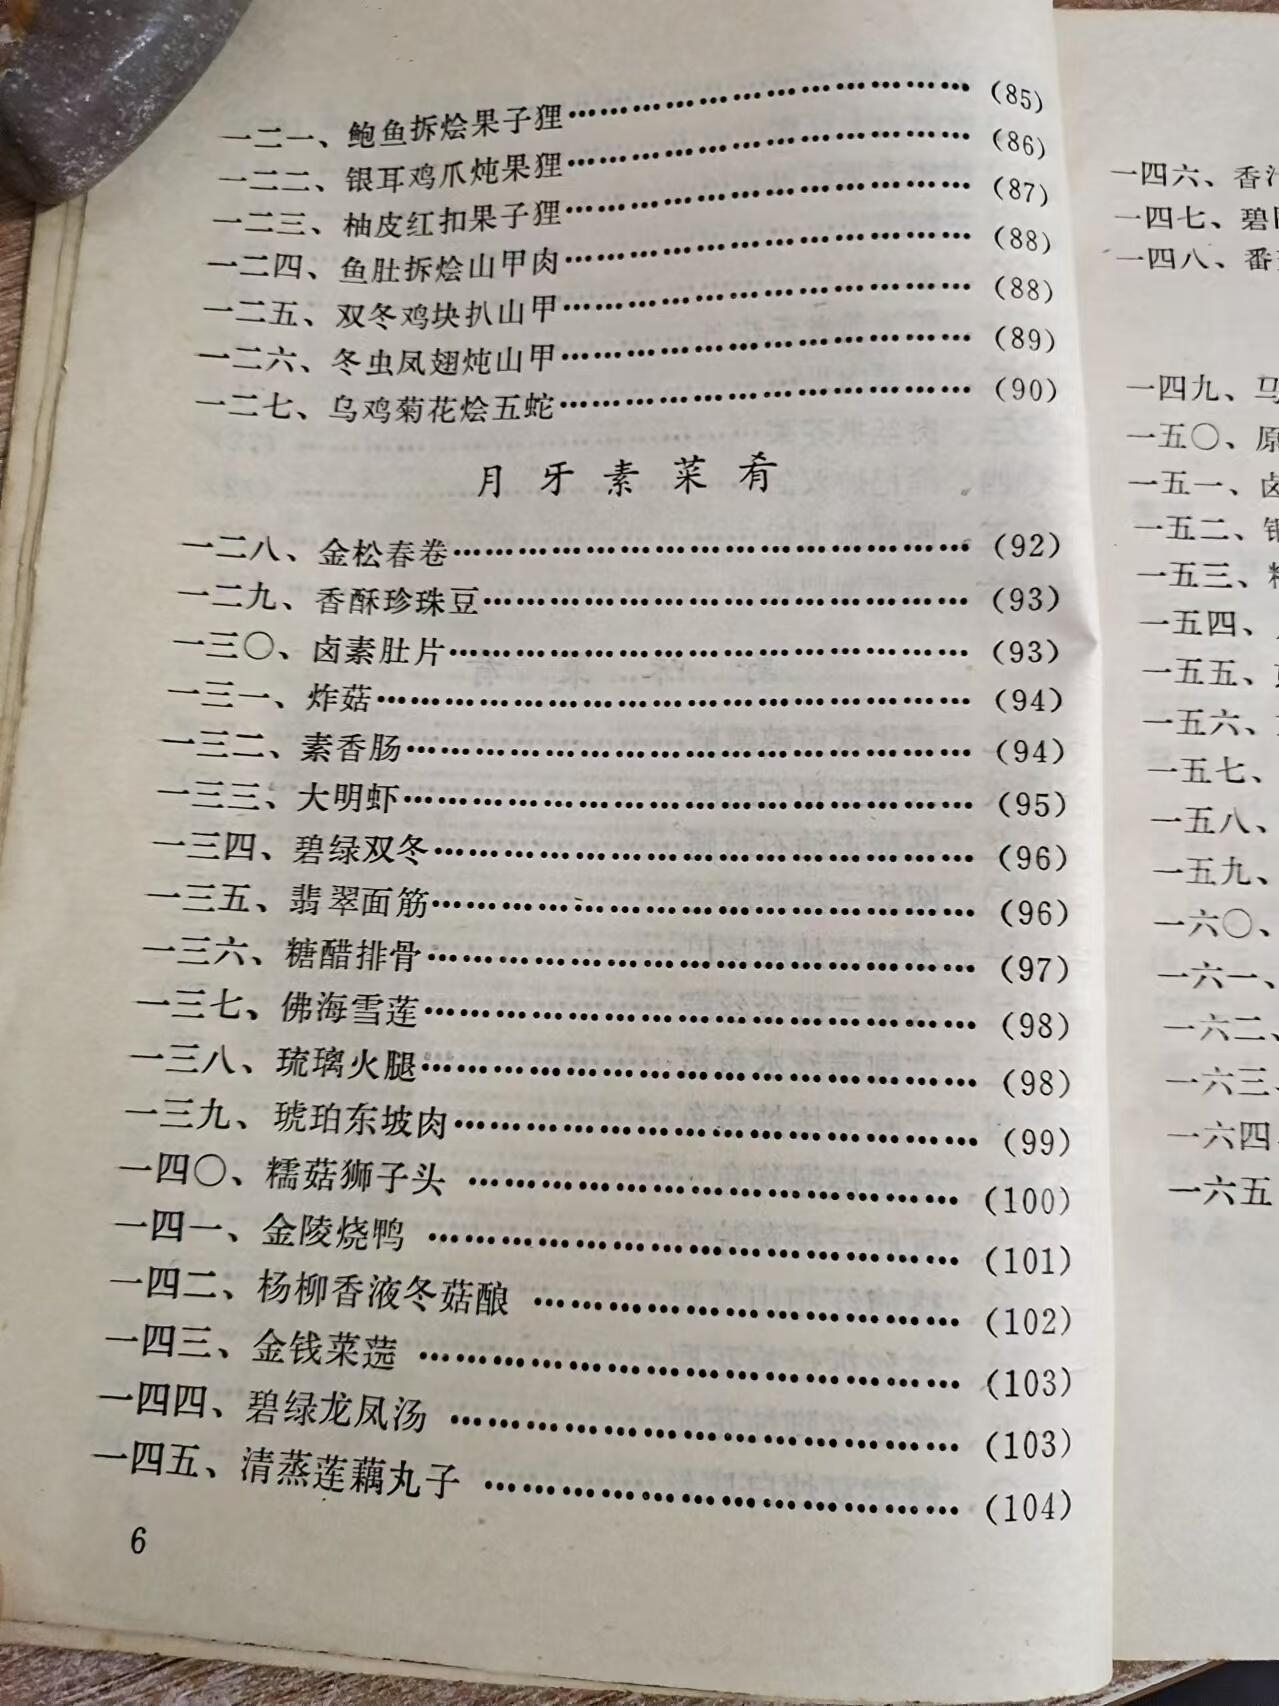 一二一、鲍鱼拆烩果子狸……………………………………(85)
一二二、银耳鸡爪炖果狸……………………………………(86)
一二三、柚皮红扣果子狸……………………………………(87)
一二四、鱼肚拆烩山甲肉……………………………………(88)
一二五、双冬鸡块扒山甲……………………………………(88)
一二六、冬虫凤翅炖山甲……………………………………(89)
一二七、乌鸡菊花烩五蛇……………………………………(90)
月牙素菜肴
一二八、金松春卷……………………………………………(92)
一二九、香酥珍珠豆…………………………………………(93)
一三〇、卤素肚片……………………………………………(93)
一三一、炸菇…………………………………………………(94)
一三二、素香肠………………………………………………(94)
一三三、大明虾………………………………………………(95)
一三四、碧绿双冬……………………………………………(96)
一三五、翡翠面筋……………………………………………(96)
一三六、糖醋排骨……………………………………………(97)
一三七、佛海雪莲……………………………………………(98)
一三八、琉璃火腿……………………………………………(98)
一三九、琥珀东坡肉…………………………………………(99)
一四〇、糯菇狮子头 ………………………………………(100)
一四一、金陵烧鸭 …………………………………………(101)
一四二、杨柳香液冬菇酿 …………………………………(102)
一四三、金钱菜莲 …………………………………………(103)
一四四、碧绿龙凤汤 ………………………………………(103)
一四五、清蒸莲藕丸子 ……………………………………(104)
6
一四六、香
一四七、碧
一四八、番
一四九、马
一五〇、原
一五一、卤
一五二、银
一五三、
一五四、
一五五、
一五六、
一五七、
一五八、
一五九、
一六〇、
一六一、
一六二、
一六三、
一六四、
一六五